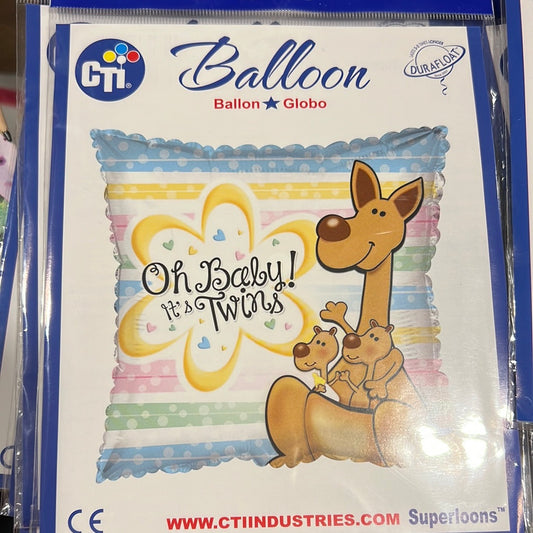 CTI®
Balloon
Ballon ★ Globo
DURAFLOAT
Oh Baby!
it's Twins
CE
WWW.CTIINDUSTRIES.COM Superloons™